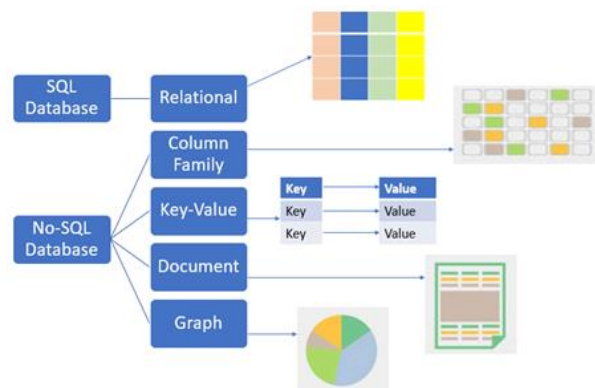 SQL
Database
Relational
Column
Family
Key-Value
No-SQL
Database
Document
Graph
Key Value
Key Value
Key Value